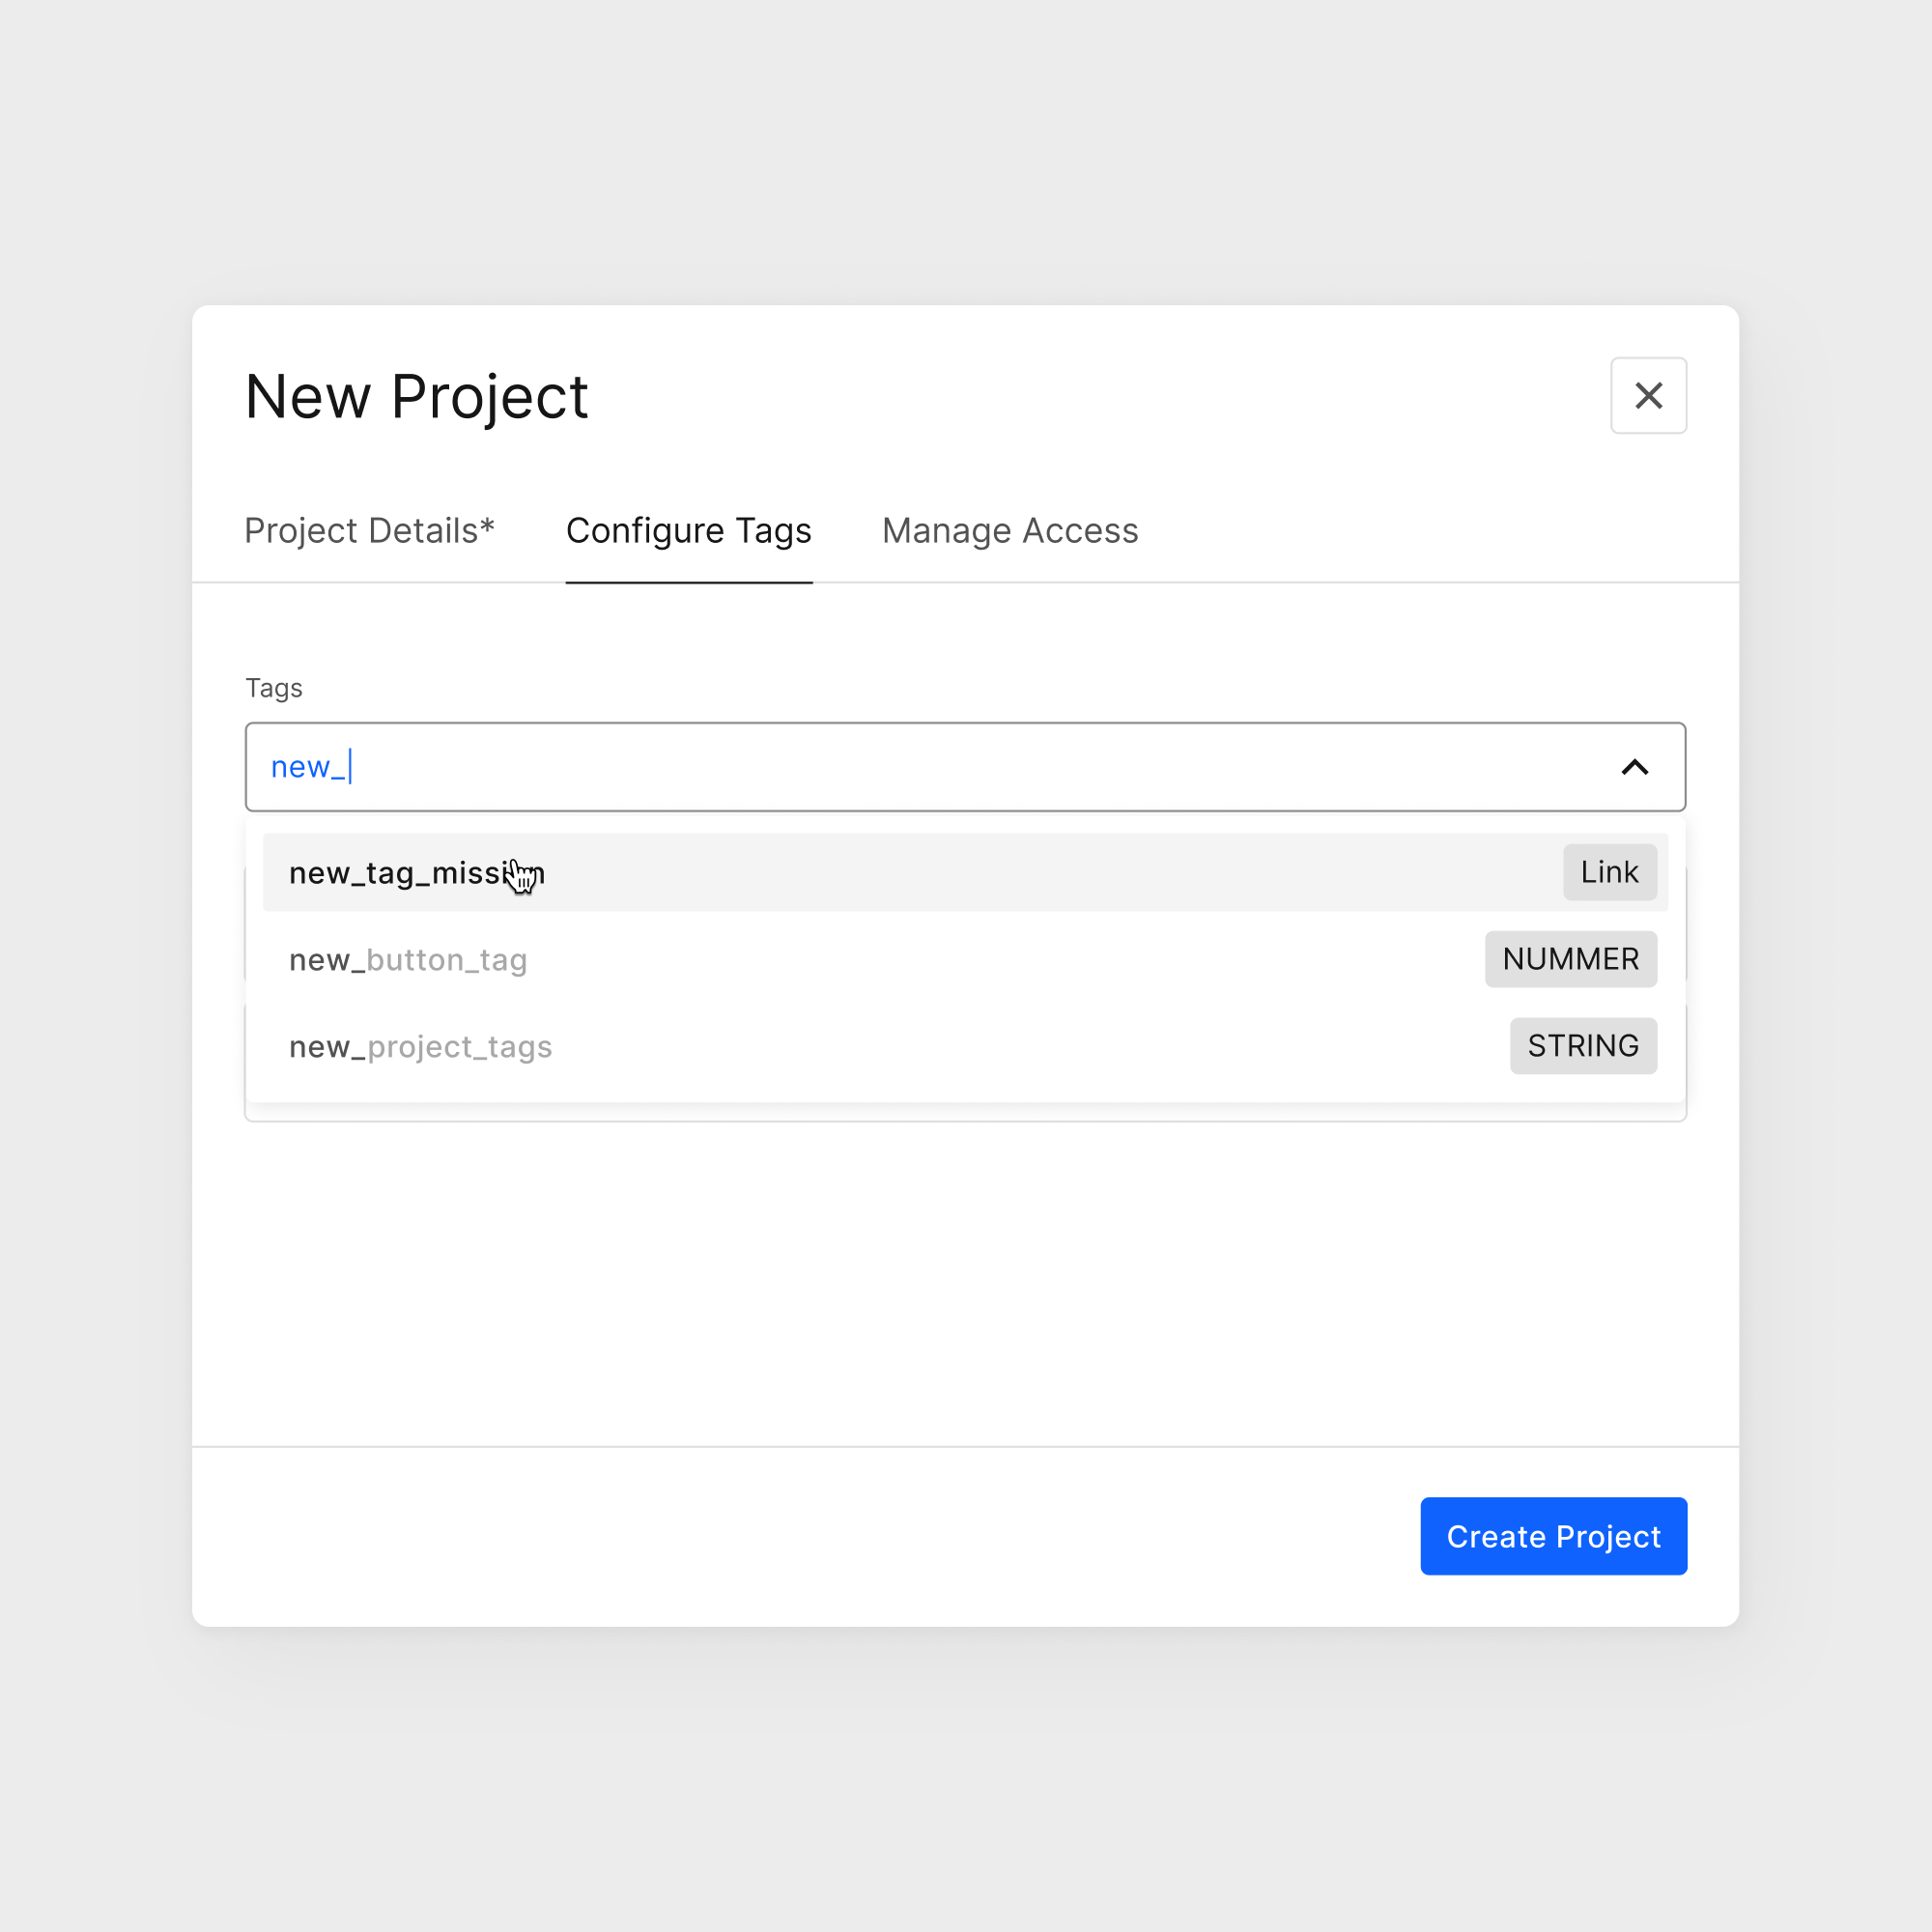 New Project
Project Details* Configure Tags Manage Access
Tags
new_
new_tag_mission Link
new_button_tag NUMMER
new_project_tags STRING
Create Project